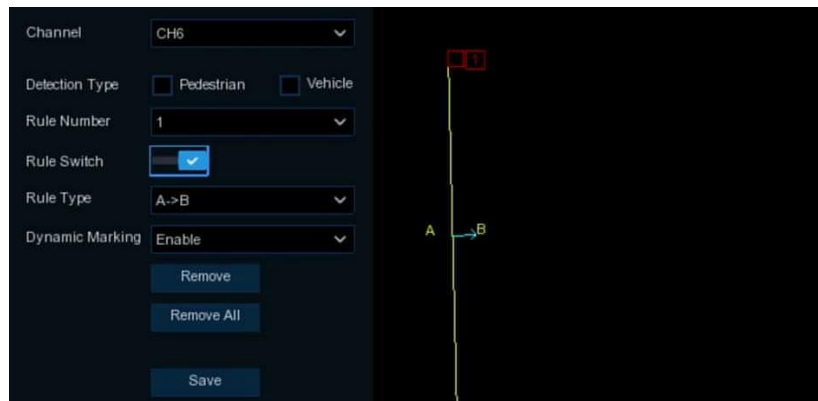 Channel CH6
Detection Type Pedestrian Vehicle
Rule Number 1
Rule Switch
Rule Type A->B
Dynamic Marking Enable
Remove
Remove All
Save
1
A B